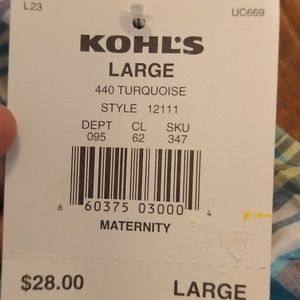 L23 UC669
KOHL'S
LARGE
440 TURQUOISE
STYLE 12111
DEPT CL SKU
095 62 347
6 60375 03000 4
MATERNITY
$28.00 LARGE